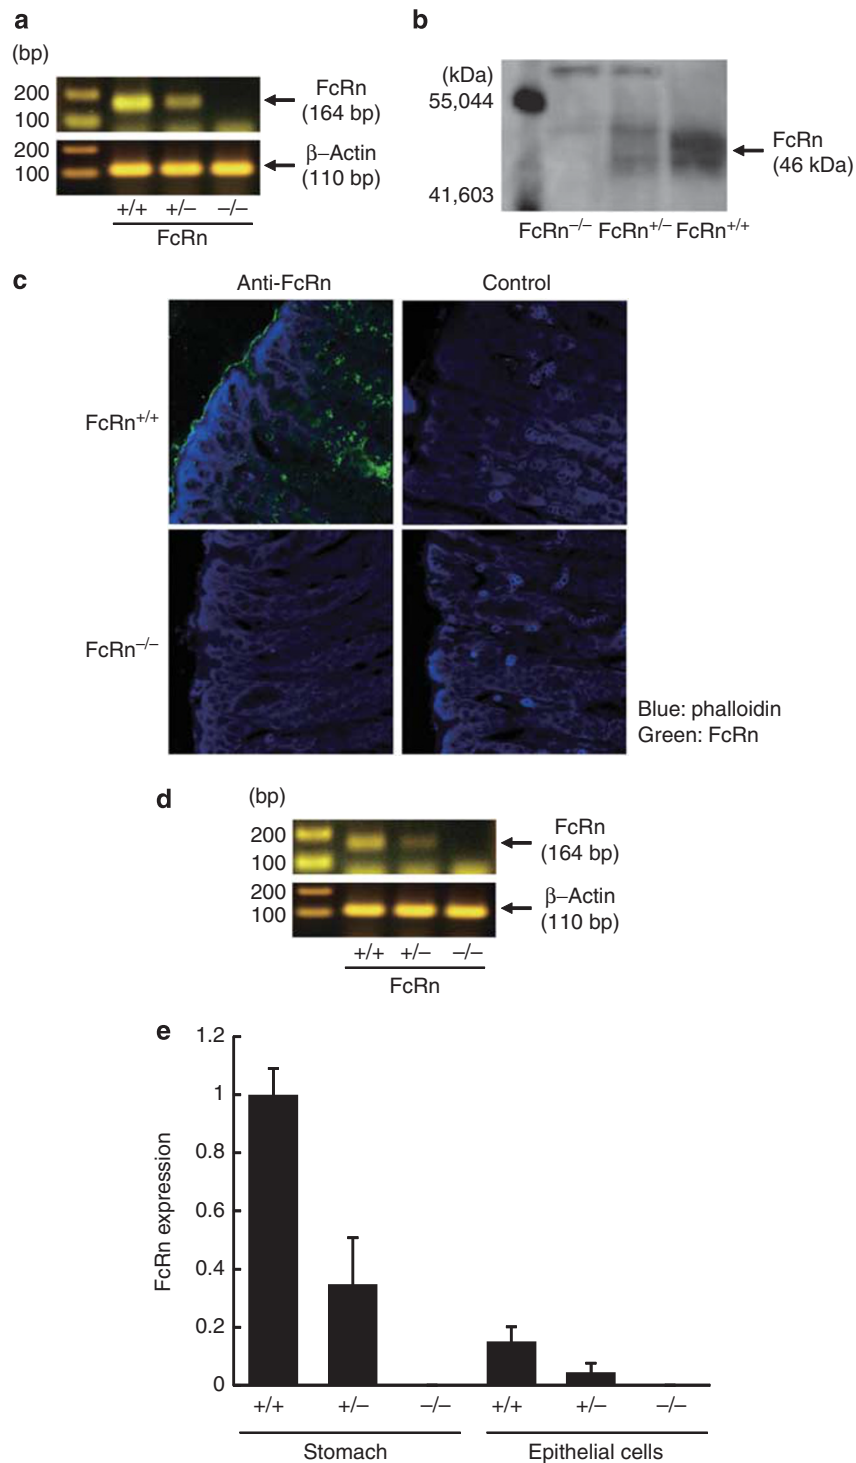 a
(bp)
200
100
FcRn
(164 bp)
200
100
β–Actin
(110 bp)
+/+ +/– –/–
FcRn
b
(kDa)
55,044
41,603
FcRn
(46 kDa)
FcRn–/– FcRn+/– FcRn+/+
c
Anti-FcRn Control
FcRn+/+
FcRn–/–
Blue: phalloidin
Green: FcRn
d
(bp)
200
100
FcRn
(164 bp)
200
100
β–Actin
(110 bp)
+/+ +/– –/–
FcRn
e
FcRn expression
1.2
1
0.8
0.6
0.4
0.2
0
+/+ +/– –/– +/+ +/– –/–
Stomach Epithelial cells